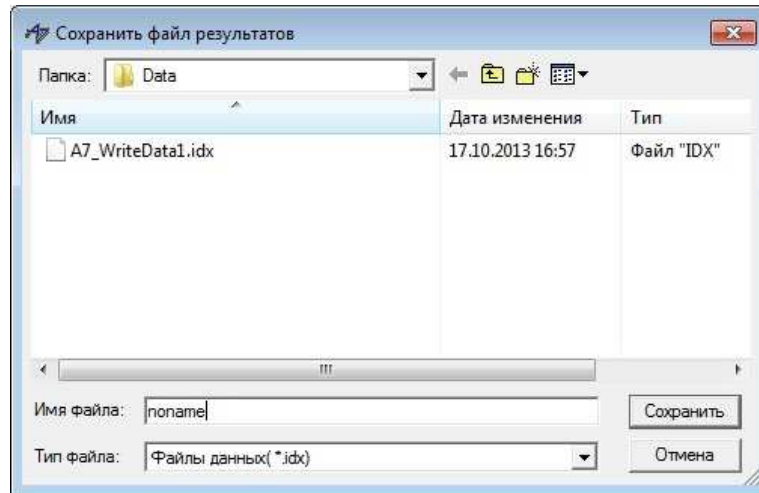 Сохранить файл результатов
Папка: Data
Имя Дата изменения Тип
A7_WriteData1.idx 17.10.2013 16:57 Файл "IDX"
Имя файла: noname Сохранить
Тип файла: Файлы данных( *.idx) Отмена